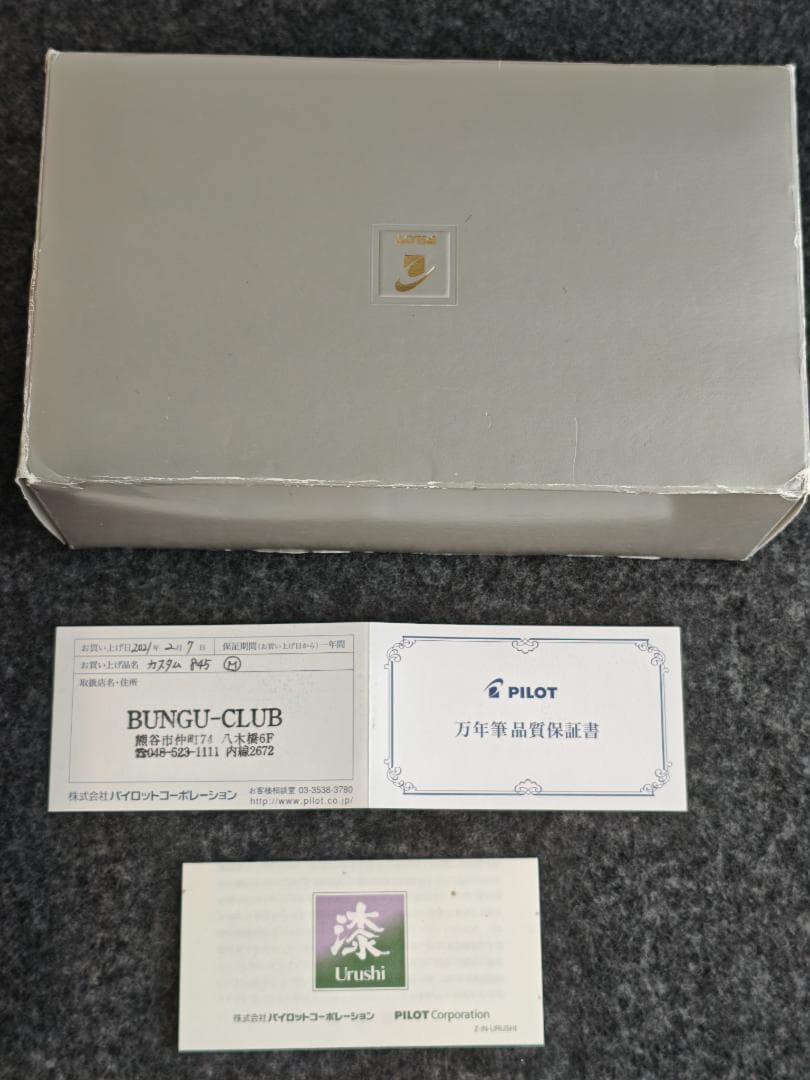 PILOT
お買い上げ日2021年 2月 7日 保証期間(お買い上げ日から)一年間
お買い上げ品名 カスタム 845 Ⓜ
取扱店名・住所
BUNGU-CLUB
熊谷市仲町74 八木橋6F
☎048-523-1111 内線2672
株式会社パイロットコーポレーション お客様相談室 03-3538-3780
http://www.pilot.co.jp/
PILOT
万年筆品質保証書
漆
Urushi
株式会社パイロットコーポレーション PILOT Corporation
Z-IN-URUSHI